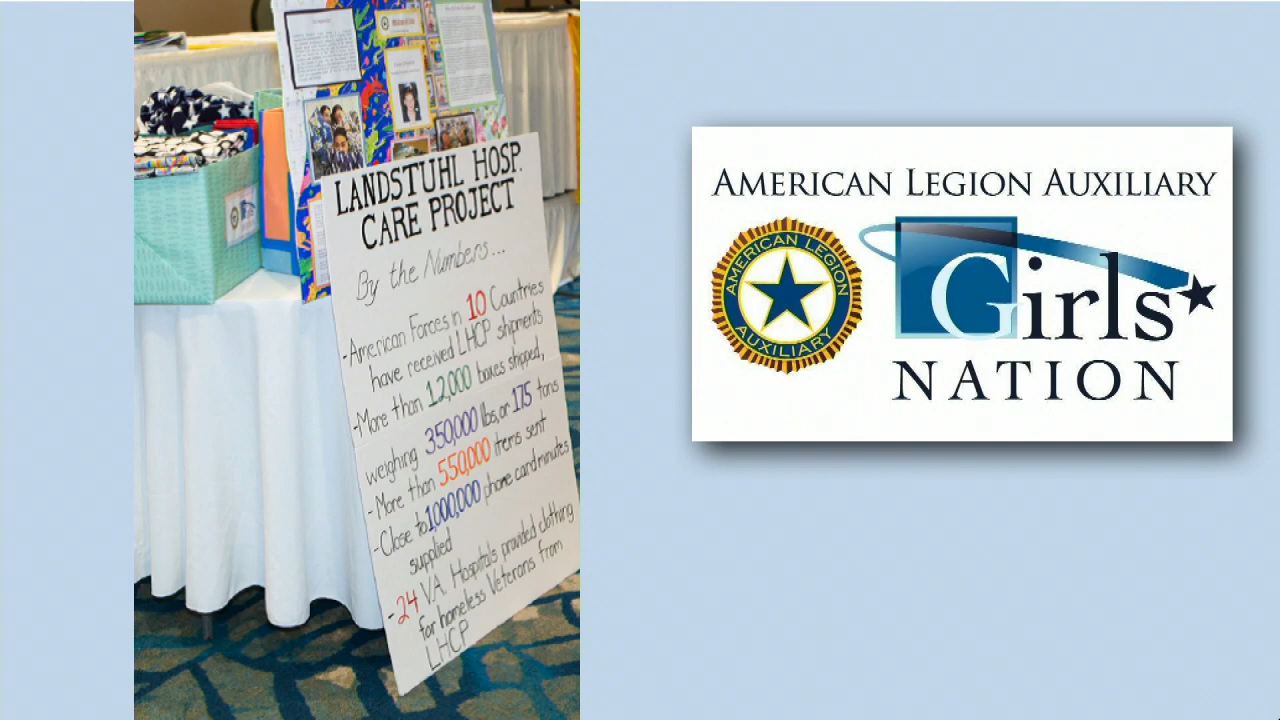 LANDSTUHL HOSP.
CARE PROJECT
By the Numbers...
-American Forces in 10 Countries
have received LHCP shipments
-More than 12,000 boxes shipped,
weighing 350,000 lbs, or 175 tons
- More than 550,000 items sent
-Close to 1,000,000 phone card minutes
supplied
-24 V.A. Hospitals provided clothing
for homeless Veterans from
LHCP
AMERICAN LEGION AUXILIARY
AMERICAN LEGION
AUXILIARY
Girls
NATION